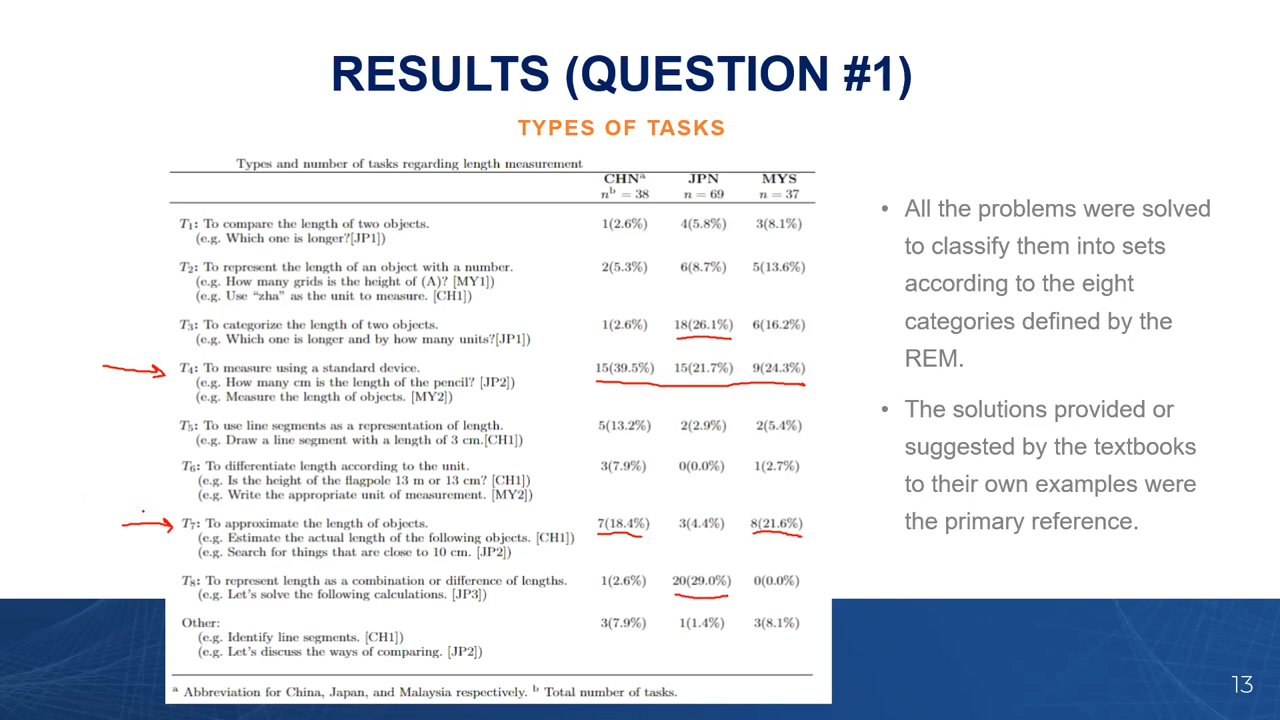 RESULTS (QUESTION #1)
TYPES OF TASKS
Types and number of tasks regarding length measurement
CHNᵃ JPN MYS
nᵇ = 38 n = 69 n = 37
T₁: To compare the length of two objects. 1(2.6%) 4(5.8%) 3(8.1%)
(e.g. Which one is longer?[JP1])
T₂: To represent the length of an object with a number. 2(5.3%) 6(8.7%) 5(13.6%)
(e.g. How many grids is the height of (A)? [MY1])
(e.g. Use “zha” as the unit to measure. [CH1])
T₃: To categorize the length of two objects. 1(2.6%) 18(26.1%) 6(16.2%)
(e.g. Which one is longer and by how many units?[JP1])
T₄: To measure using a standard device. 15(39.5%) 15(21.7%) 9(24.3%)
(e.g. How many cm is the length of the pencil? [JP2])
(e.g. Measure the length of objects. [MY2])
T₅: To use line segments as a representation of length. 5(13.2%) 2(2.9%) 2(5.4%)
(e.g. Draw a line segment with a length of 3 cm.[CH1])
T₆: To differentiate length according to the unit. 3(7.9%) 0(0.0%) 1(2.7%)
(e.g. Is the height of the flagpole 13 m or 13 cm? [CH1])
(e.g. Write the appropriate unit of measurement. [MY2])
T₇: To approximate the length of objects. 7(18.4%) 3(4.4%) 8(21.6%)
(e.g. Estimate the actual length of the following objects. [CH1])
(e.g. Search for things that are close to 10 cm. [JP2])
T₈: To represent length as a combination or difference of lengths. 1(2.6%) 20(29.0%) 0(0.0%)
(e.g. Let’s solve the following calculations. [JP3])
Other: 3(7.9%) 1(1.4%) 3(8.1%)
(e.g. Identify line segments. [CH1])
(e.g. Let’s discuss the ways of comparing. [JP2])
ᵃ Abbreviation for China, Japan, and Malaysia respectively. ᵇ Total number of tasks.
• All the problems were solved
to classify them into sets
according to the eight
categories defined by the
REM.
• The solutions provided or
suggested by the textbooks
to their own examples were
the primary reference.
13